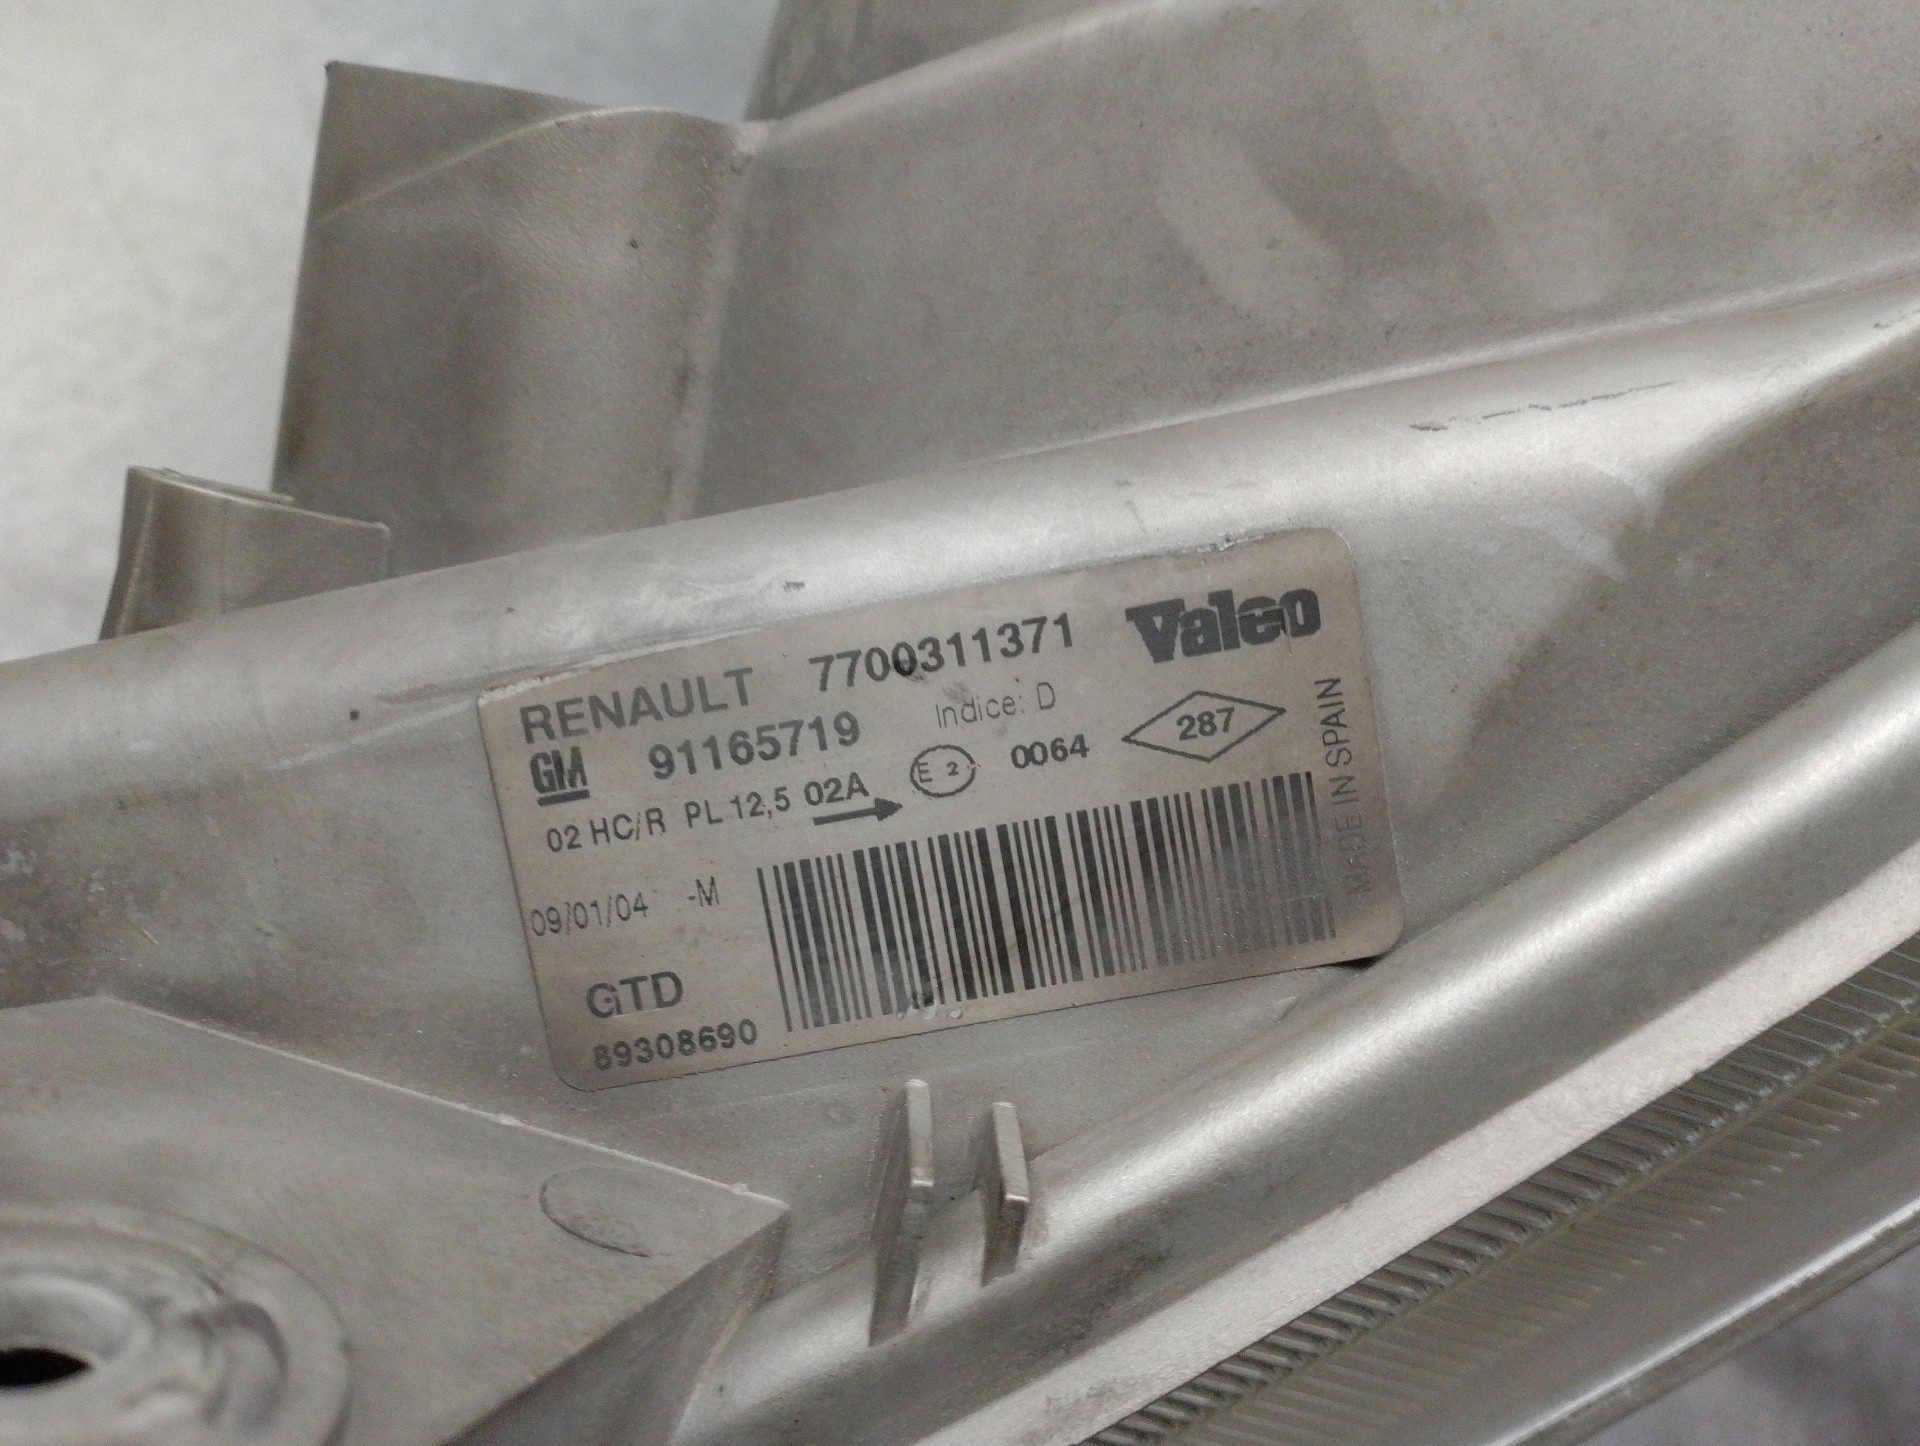 RENAULT 7700311371 Valeo
GM 91165719 Indice: D
02 HC/R PL 12,5 02A E2 0064 287
MADE IN SPAIN
09/01/04 -M
GTD
89308690